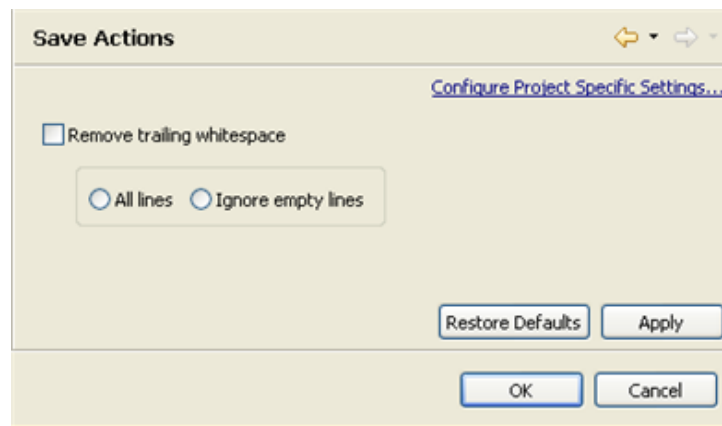 Save Actions
Configure Project Specific Settings...
Remove trailing whitespace
All lines Ignore empty lines
Restore Defaults Apply
OK Cancel